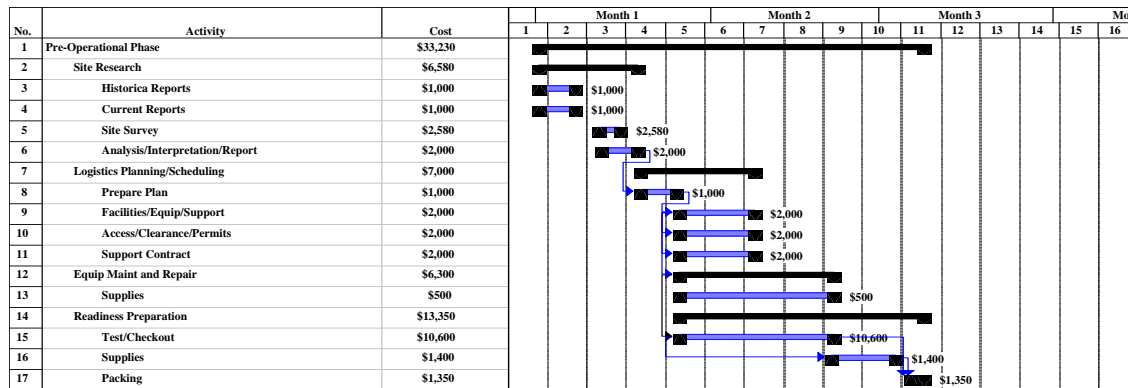 Month 1 Month 2 Month 3 Mo
No. Activity Cost 1 2 3 4 5 6 7 8 9 10 11 12 13 14 15 16
1 Pre-Operational Phase $33,230
2 Site Research $6,580
3 Historica Reports $1,000 $1,000
4 Current Reports $1,000 $1,000
5 Site Survey $2,580 $2,580
6 Analysis/Interpretation/Report $2,000 $2,000
7 Logistics Planning/Scheduling $7,000
8 Prepare Plan $1,000 $1,000
9 Facilities/Equip/Support $2,000 $2,000
10 Access/Clearance/Permits $2,000 $2,000
11 Support Contract $2,000 $2,000
12 Equip Maint and Repair $6,300
13 Supplies $500 $500
14 Readiness Preparation $13,350
15 Test/Checkout $10,600 $10,600
16 Supplies $1,400 $1,400
17 Packing $1,350 $1,350